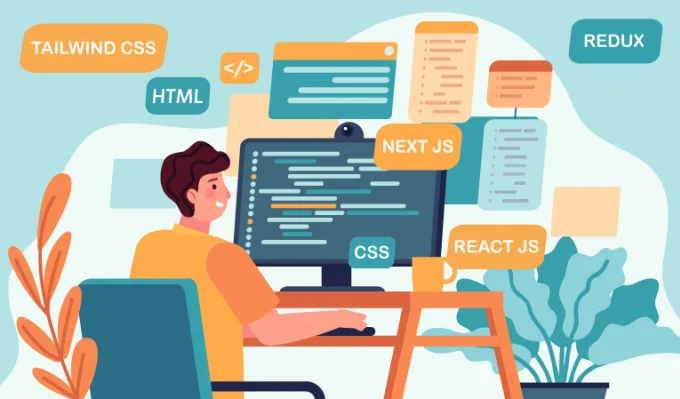 TAILWIND CSS
REDUX
</>
HTML
NEXT JS
CSS
REACT JS